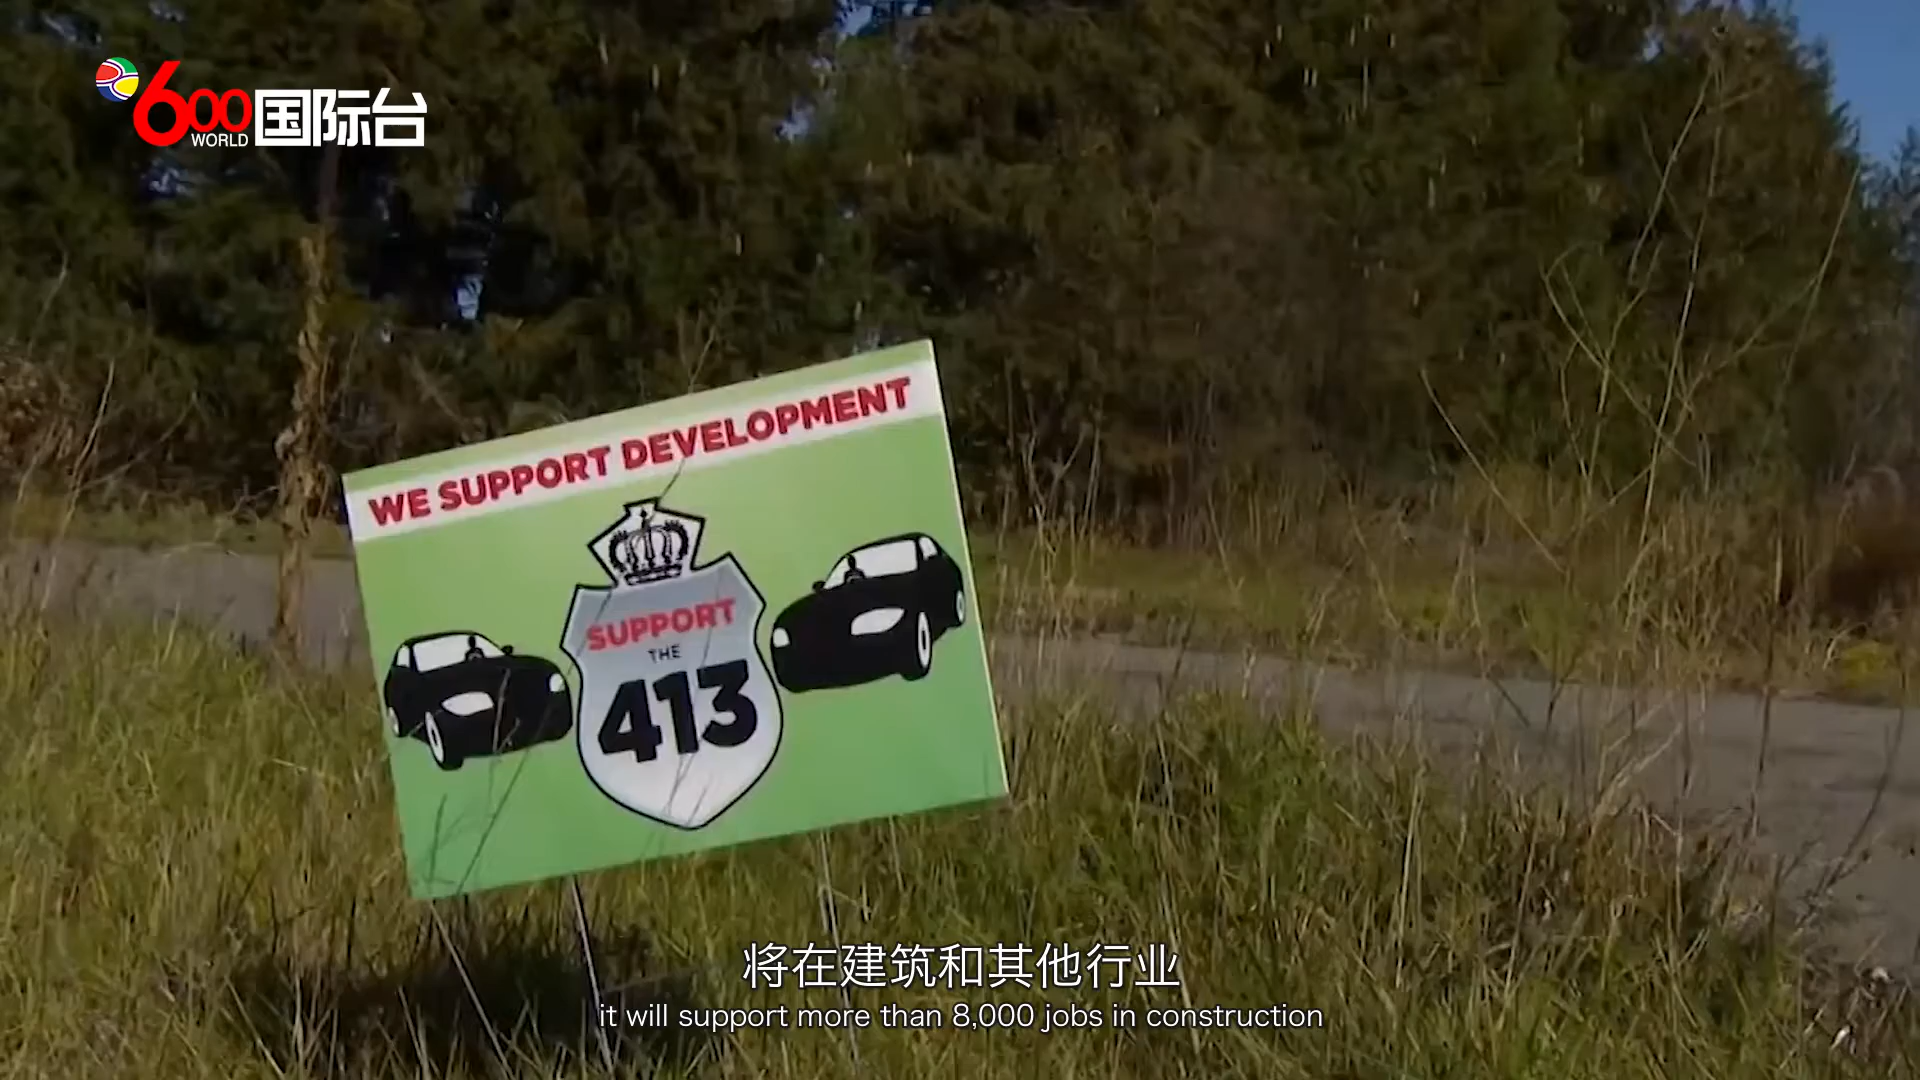 600
WORLD
国际台
WE SUPPORT DEVELOPMENT
SUPPORT
THE
413
将在建筑和其他行业
it will support more than 8,000 jobs in construction